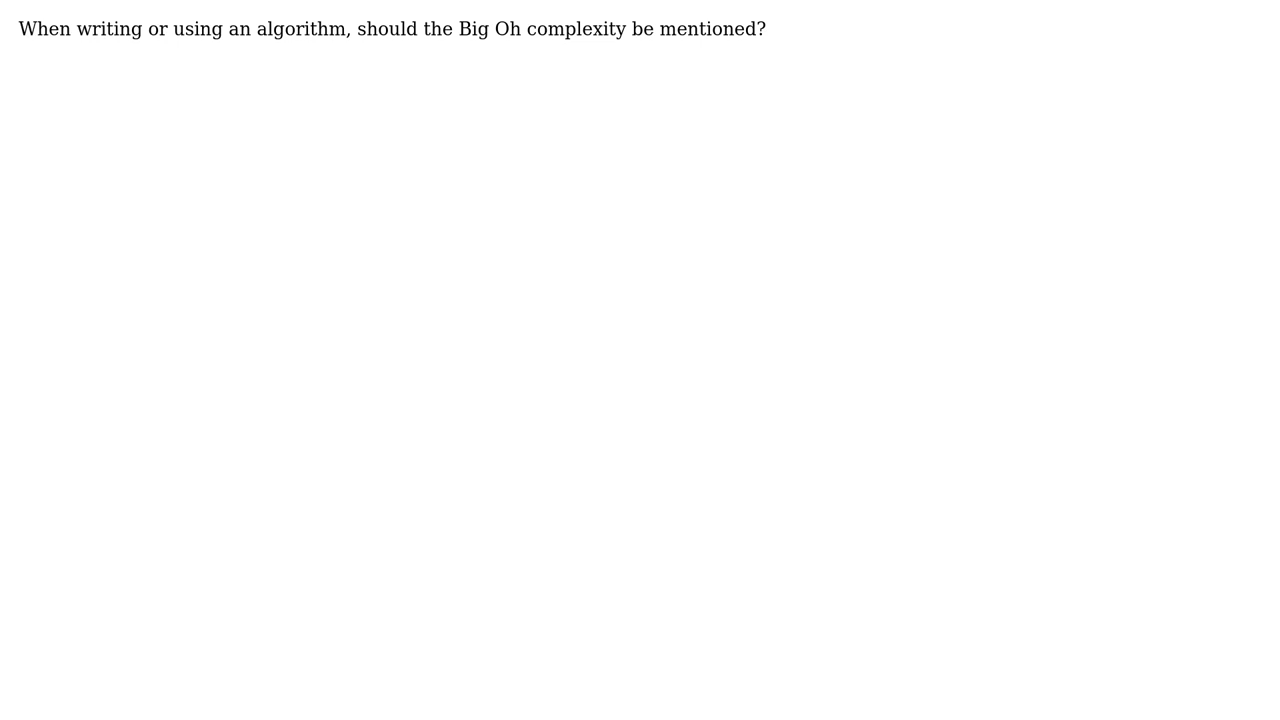 When writing or using an algorithm, should the Big Oh complexity be mentioned?